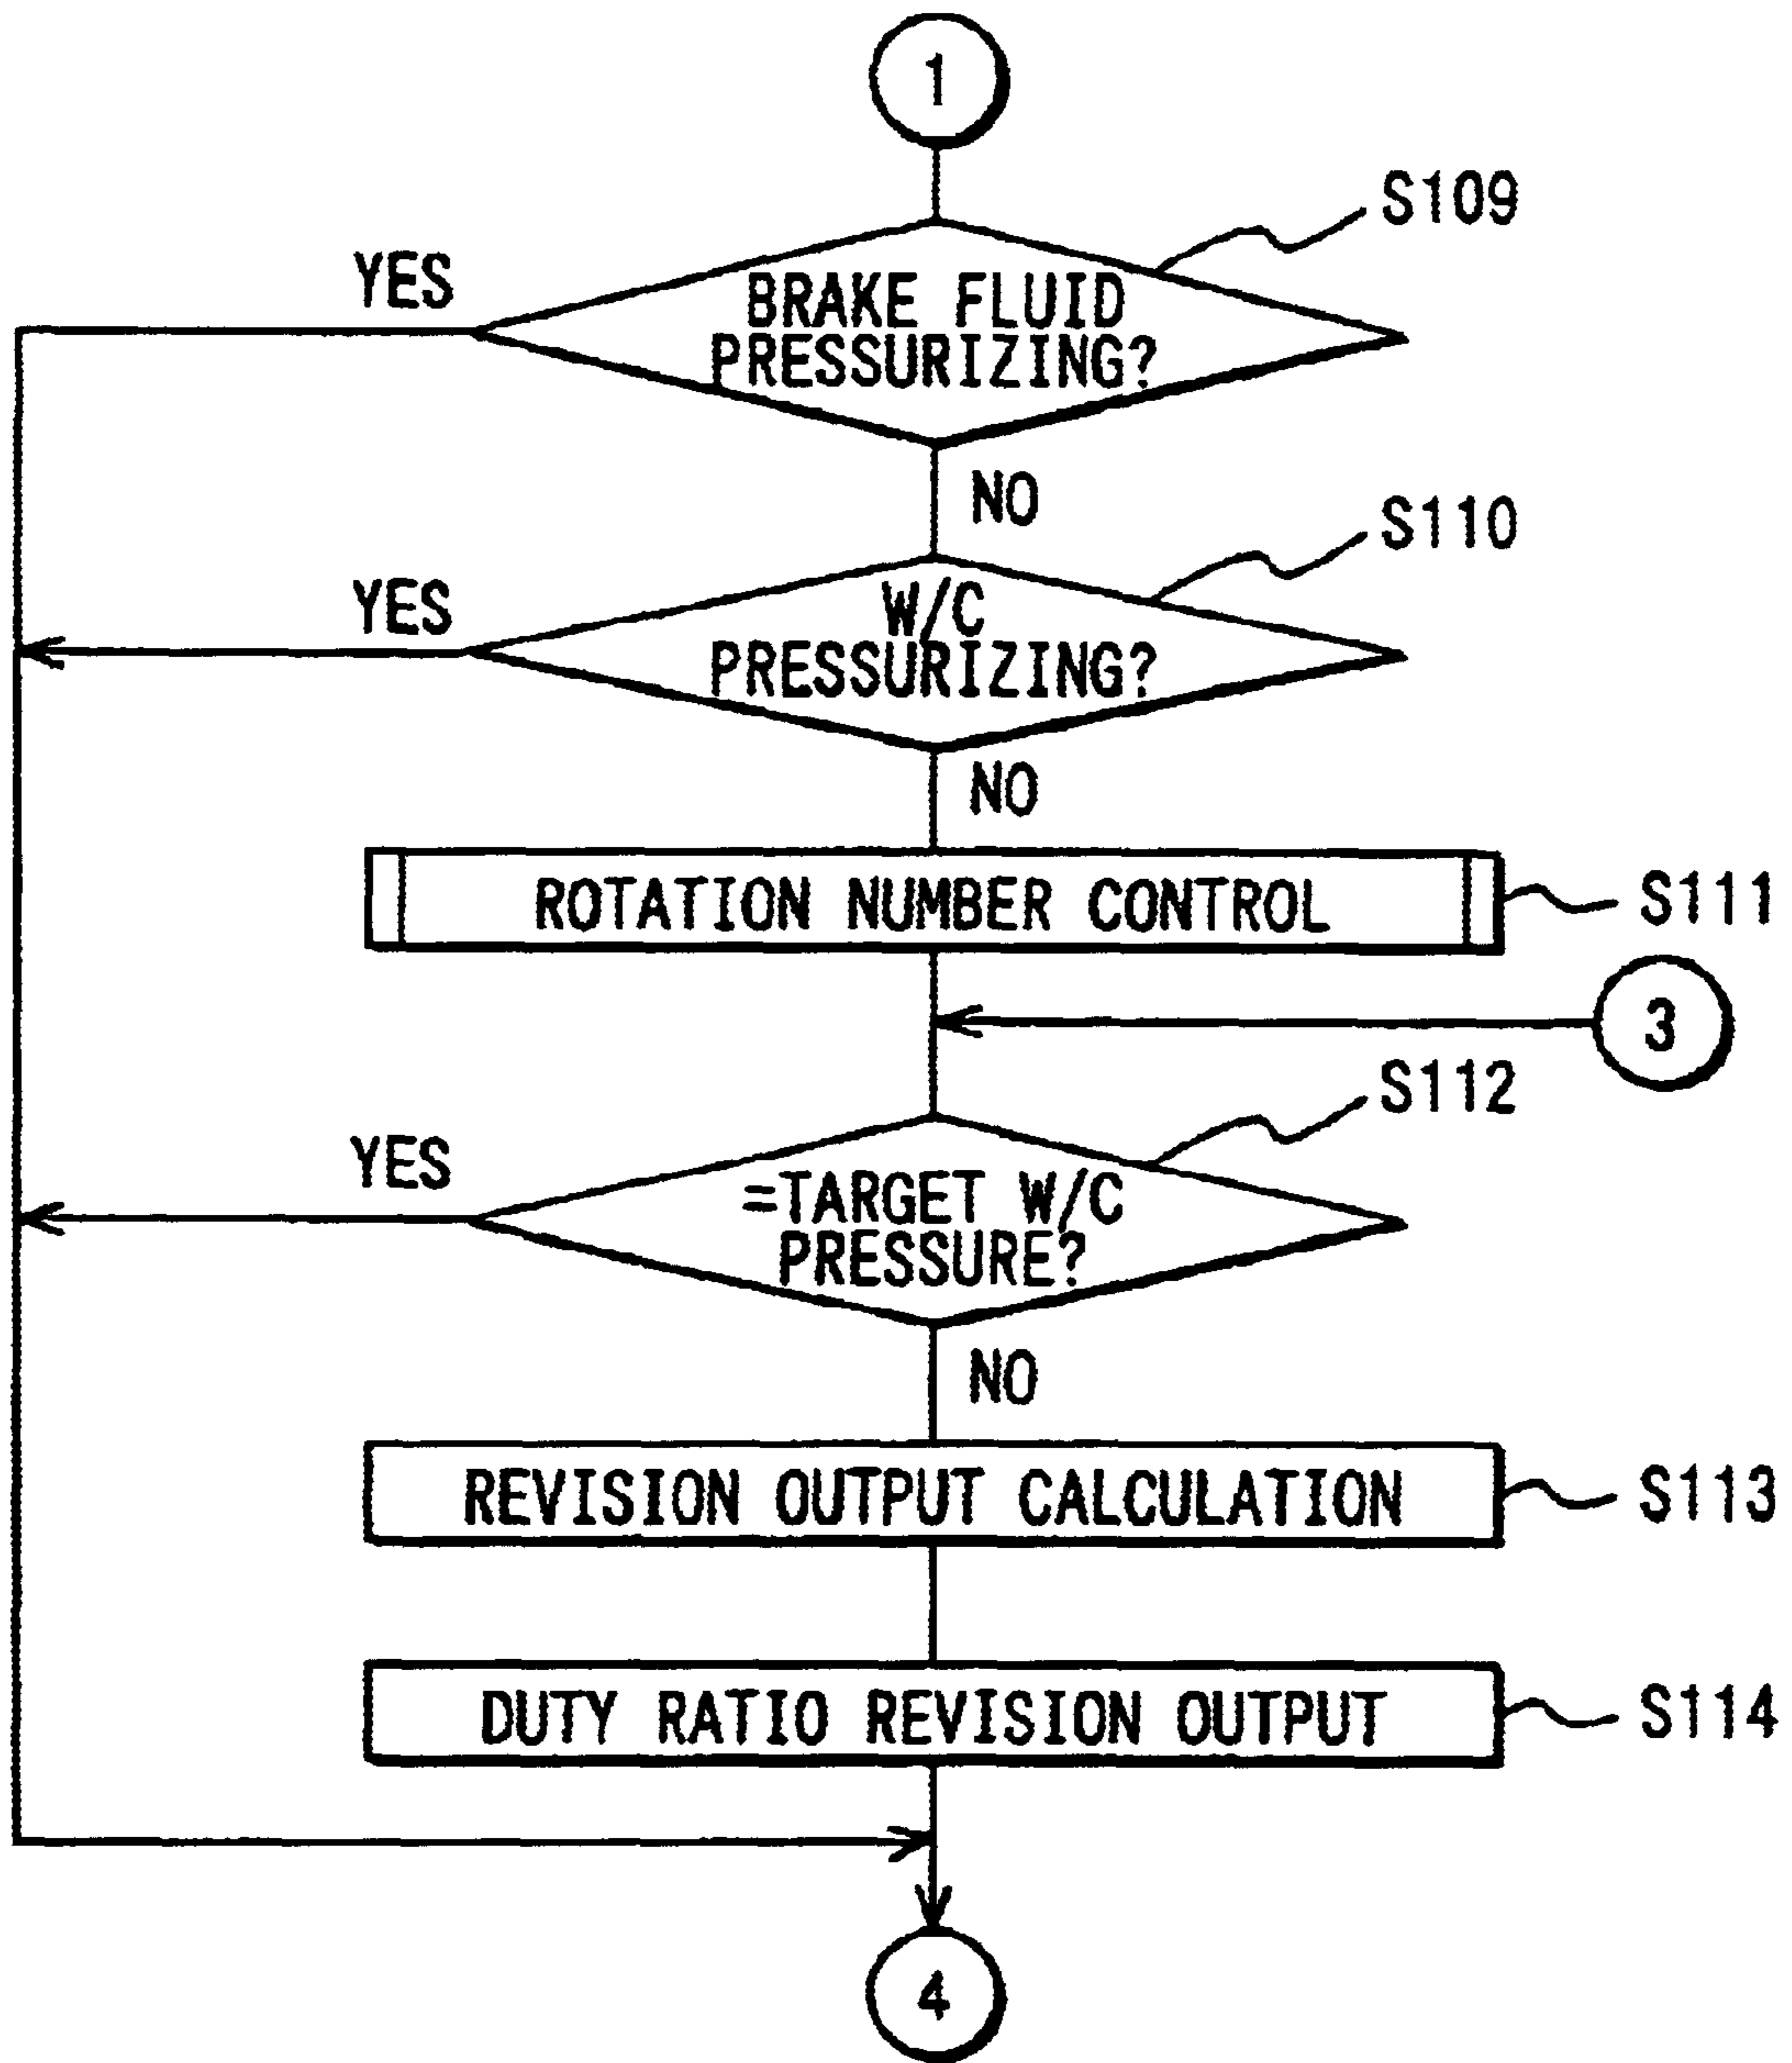 1
S109
YES
BRAKE FLUID
PRESSURIZING?
NO
S110
YES
W/C
PRESSURIZING?
NO
ROTATION NUMBER CONTROL
S111
3
S112
YES
=TARGET W/C
PRESSURE?
NO
REVISION OUTPUT CALCULATION
S113
DUTY RATIO REVISION OUTPUT
S114
4